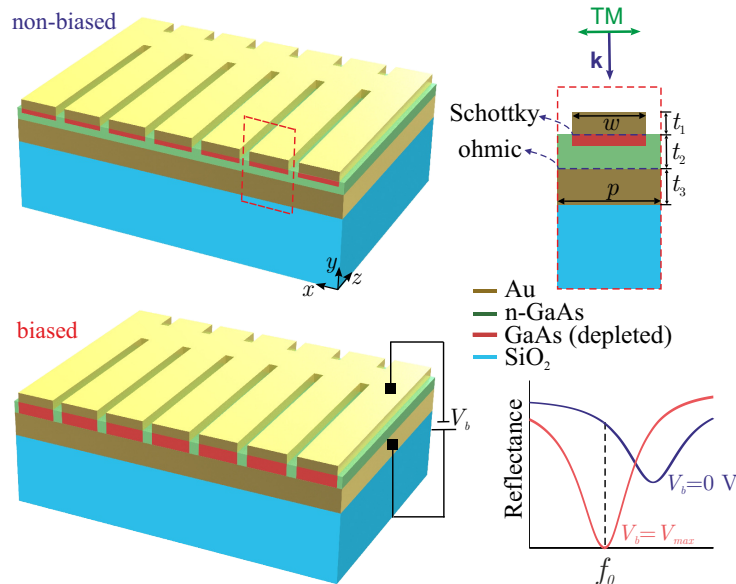 non-biased
TM
k
Schottky
w
t1
ohmic
t2
p
t3
y
z
x
Au
n-GaAs
GaAs (depleted)
SiO2
biased
Vb
Reflectance
Vb=0 V
Vb=Vmax
f0